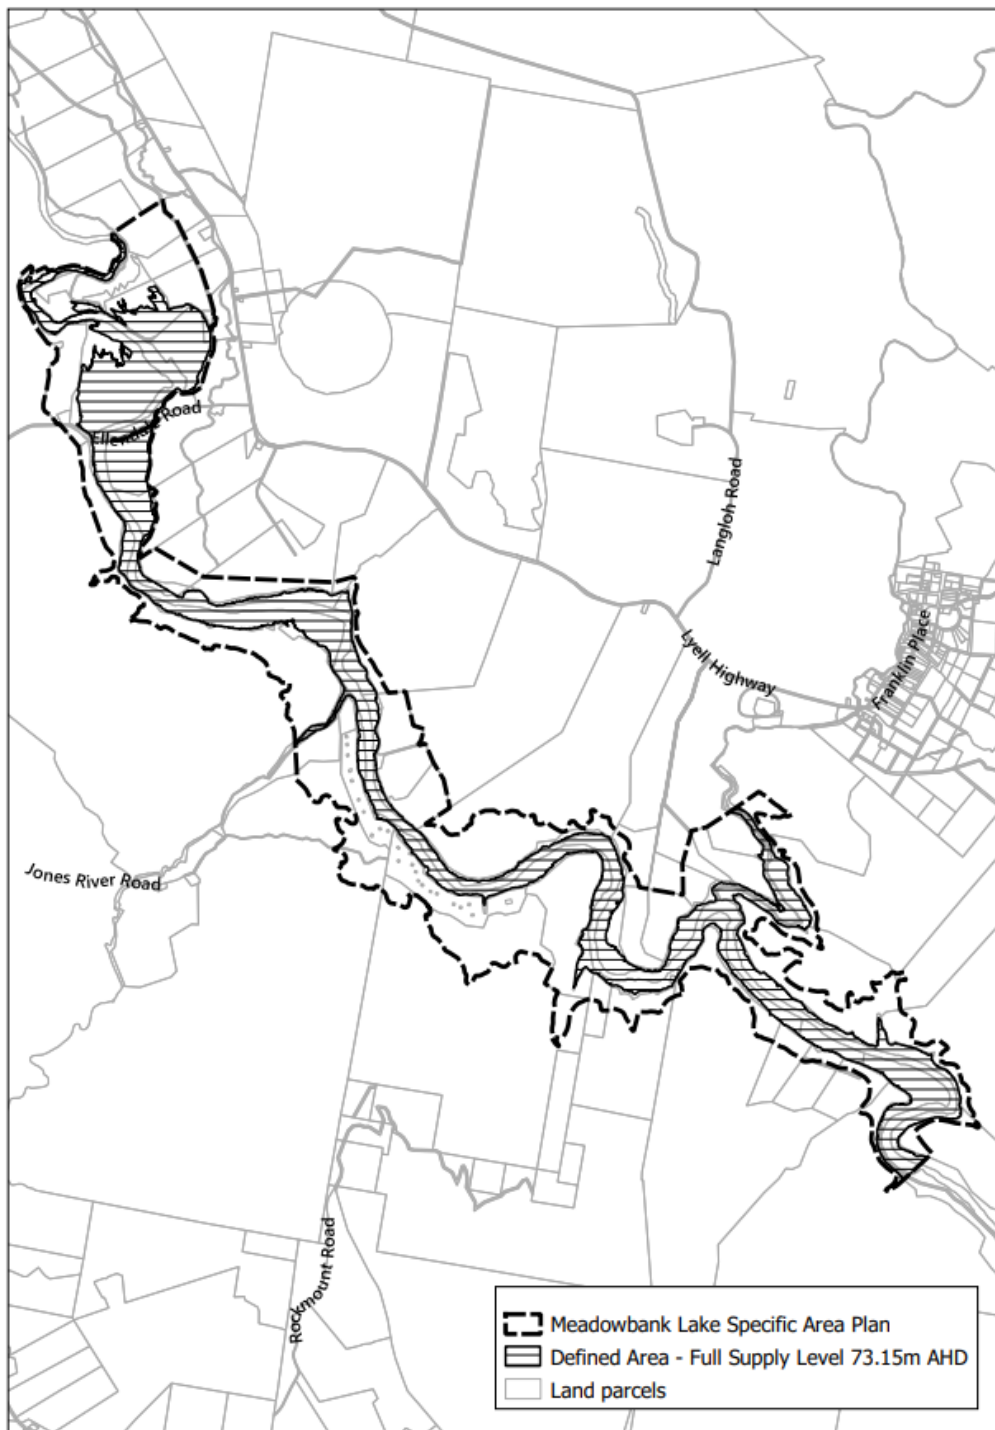 Ellendale Road
Langloh Road
Lyell Highway
Franklin Place
Jones River Road
Rockmount Road
Meadowbank Lake Specific Area Plan
Defined Area - Full Supply Level 73.15m AHD
Land parcels